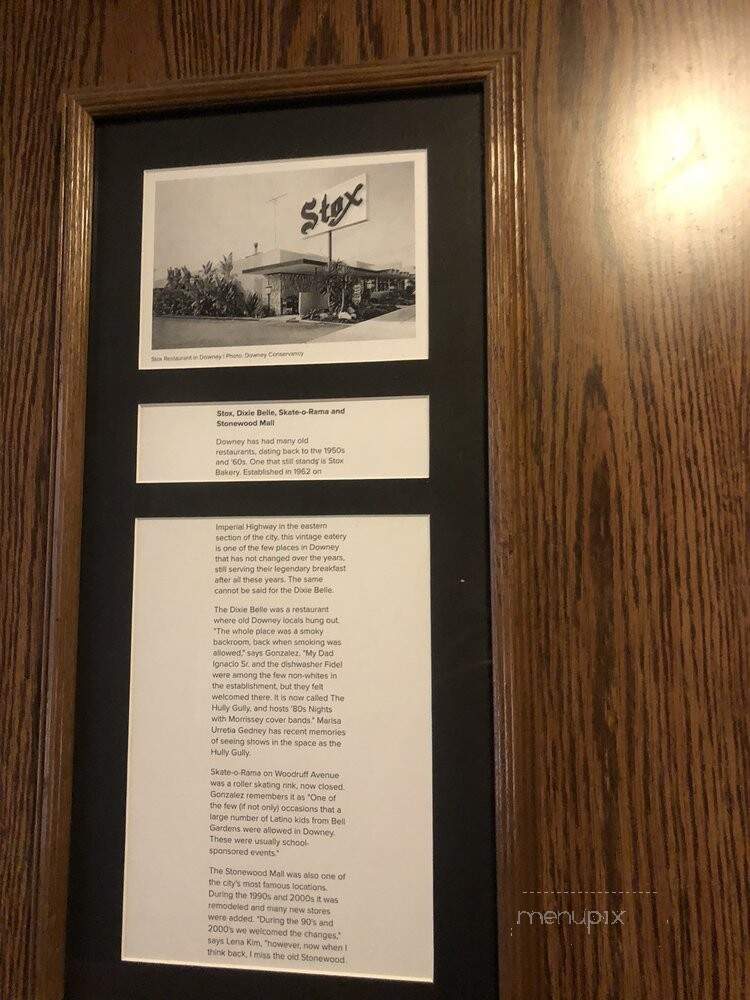 Stox
Stox Restaurant in Downey | Photo: Downey Conservancy
Stox, Dixie Belle, Skate-o-Rama and
Stonewood Mall
Downey has had many old
restaurants, dating back to the 1950s
and '60s. One that still stands is Stox
Bakery. Established in 1962 on
Imperial Highway in the eastern
section of the city, this vintage eatery
is one of the few places in Downey
that has not changed over the years,
still serving their legendary breakfast
after all these years. The same
cannot be said for the Dixie Belle.
The Dixie Belle was a restaurant
where old Downey locals hung out.
"The whole place was a smoky
backroom, back when smoking was
allowed," says Gonzalez. "My Dad
Ignacio Sr. and the dishwasher Fidel
were among the few non-whites in
the establishment, but they felt
welcomed there. It is now called The
Hully Gully, and hosts '80s Nights
with Morrissey cover bands." Marisa
Urretia Gedney has recent memories
of seeing shows in the space as the
Hully Gully.
Skate-o-Rama on Woodruff Avenue
was a roller skating rink, now closed.
Gonzalez remembers it as "One of
the few (if not only) occasions that a
large number of Latino kids from Bell
Gardens were allowed in Downey.
These were usually school-
sponsored events."
The Stonewood Mall was also one of
the city's most famous locations.
During the 1990s and 2000s it was
remodeled and many new stores
were added. "During the 90's and
2000's we welcomed the changes,"
says Lena Kim, "however, now when I
think back, I miss the old Stonewood.
menupix